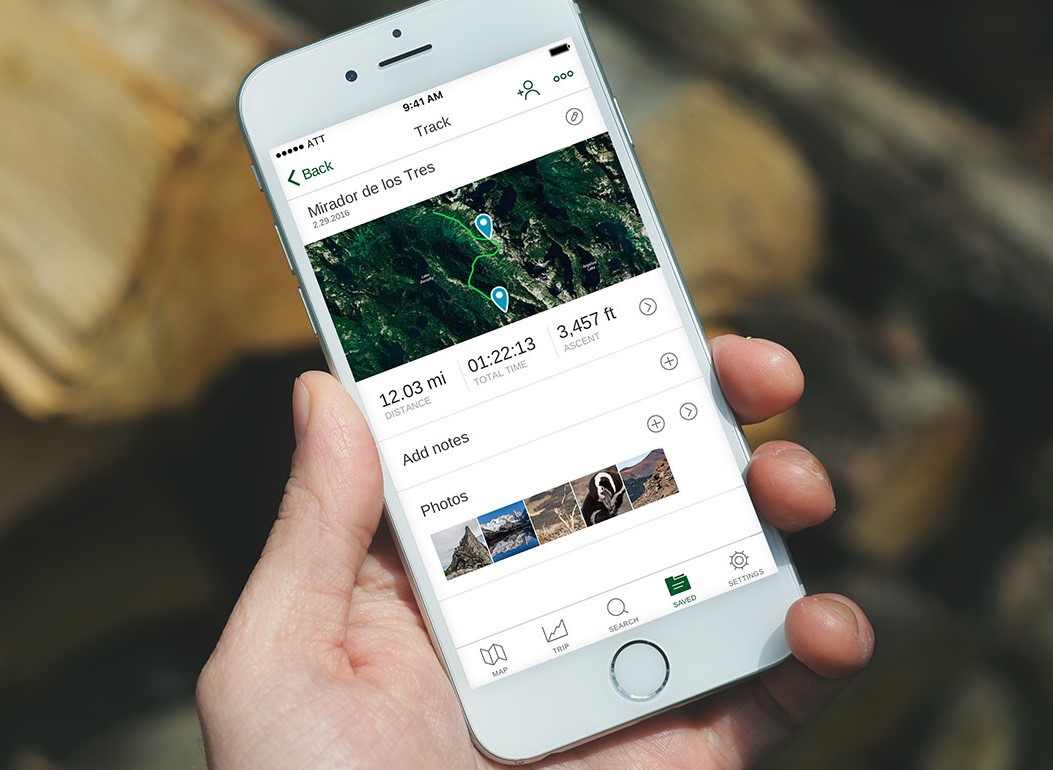 ATT 9:41 AM
Back Track
Mirador de los Tres
2.29.2016
12.03 mi 01:22:13 3,457 ft
DISTANCE TOTAL TIME ASCENT
Add notes
Photos
MAP TRIP SEARCH SAVED SETTINGS